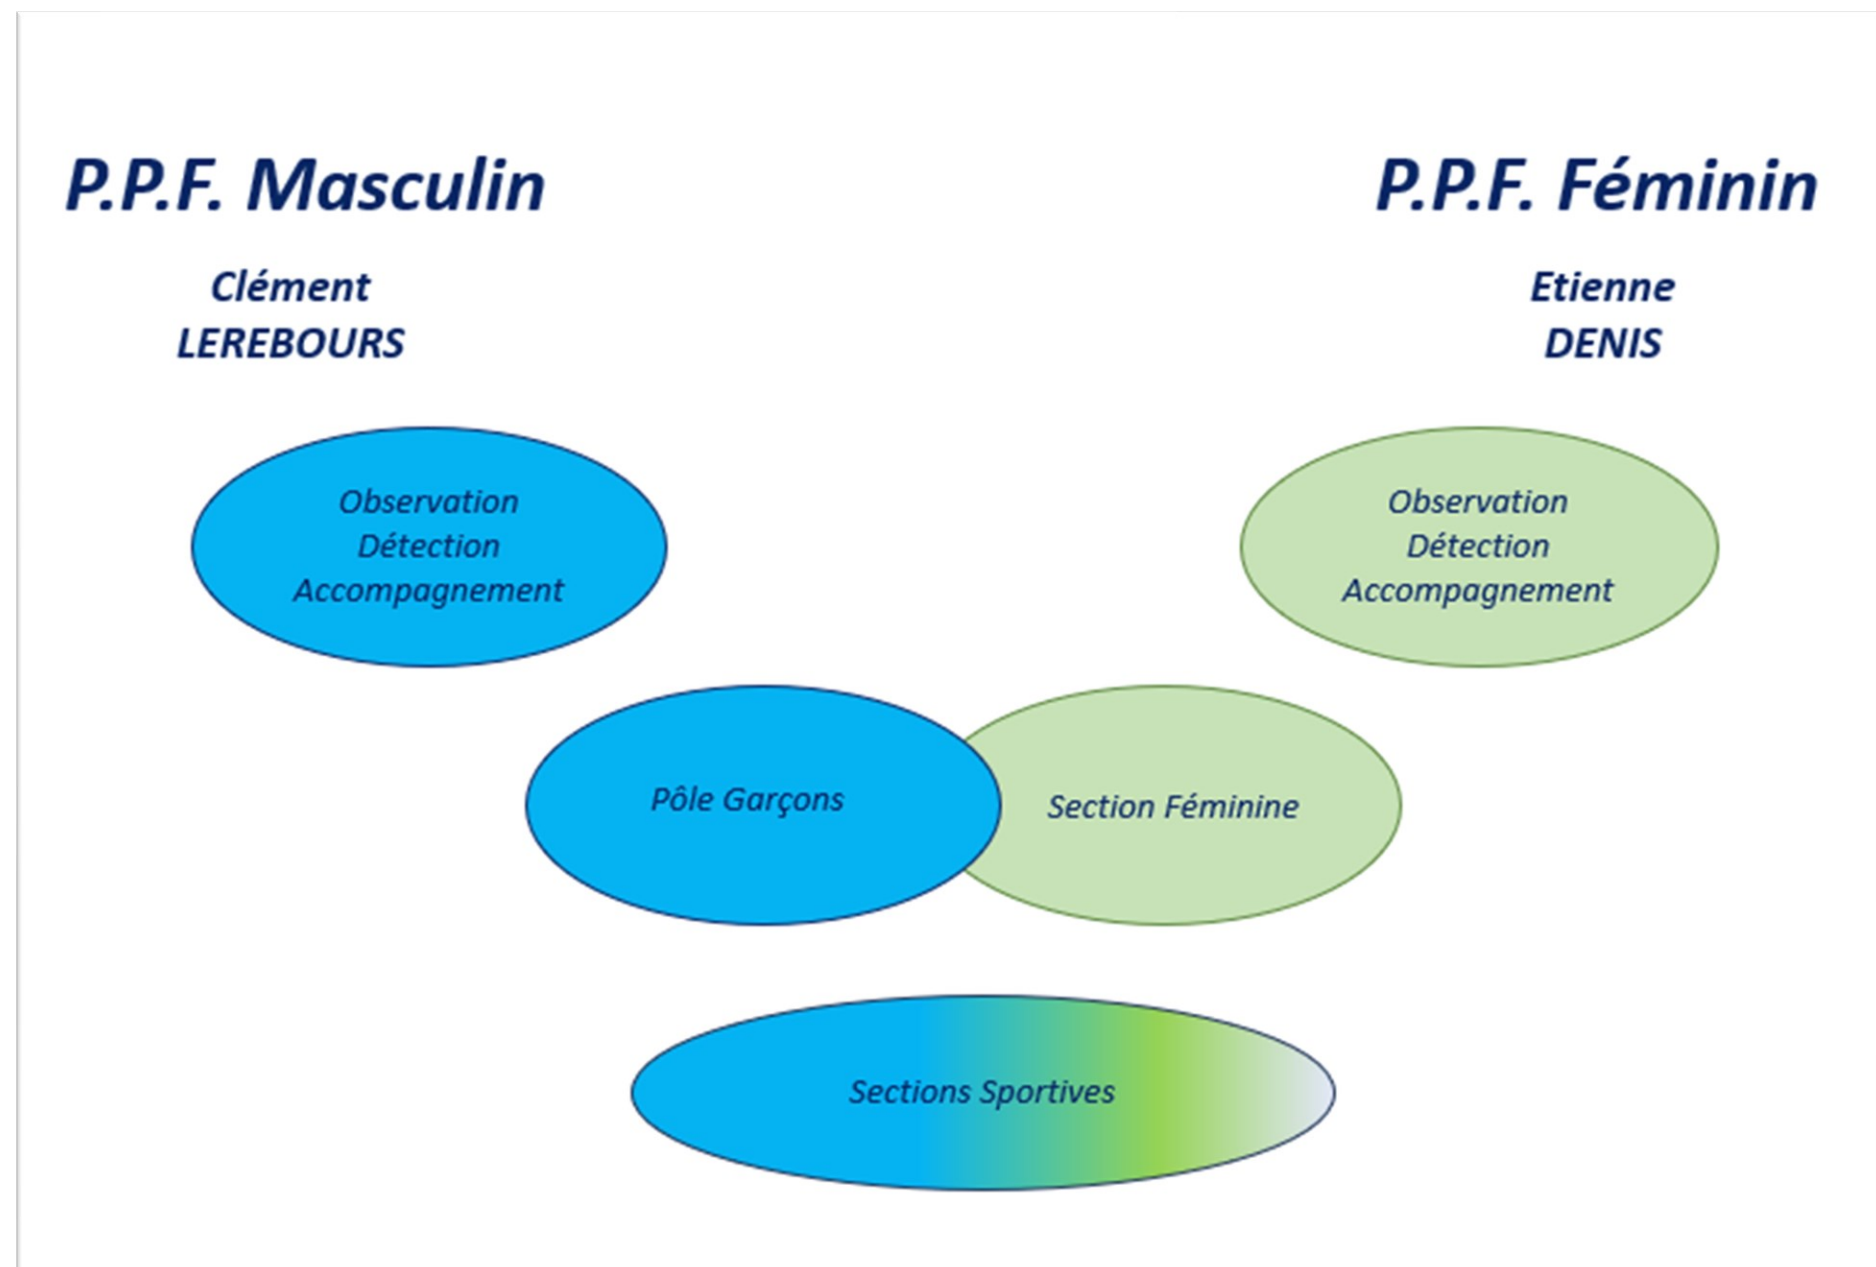 P.P.F. Masculin
Clément
LEREBOURS
P.P.F. Féminin
Etienne
DENIS
Observation
Détection
Accompagnement
Observation
Détection
Accompagnement
Pôle Garçons
Section Féminine
Sections Sportives